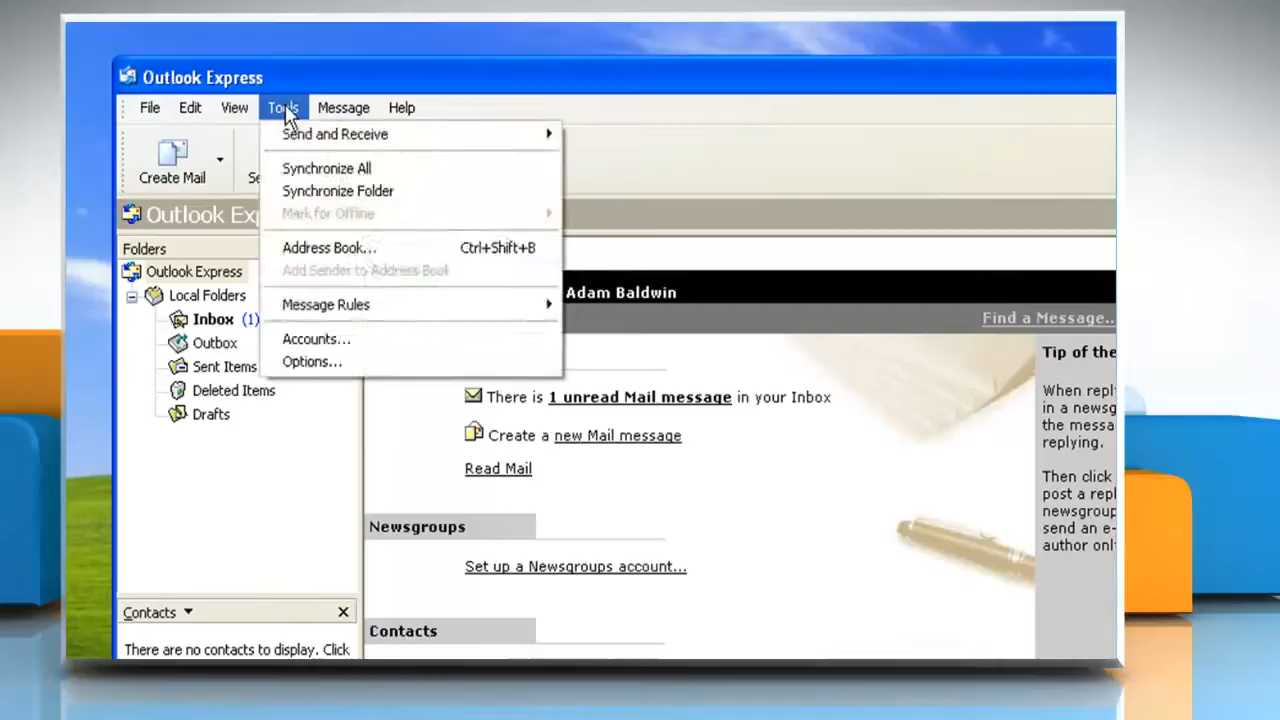 Outlook Express
File Edit View Tools Message Help
Send and Receive
Create Mail
Se
Synchronize All
Synchronize Folder
Mark for Offline
Address Book... Ctrl+Shift+B
Add Sender to Address Book
Message Rules
Accounts...
Options...
Outlook Exp
Folders
Outlook Express
Local Folders
Inbox (1)
Outbox
Sent Items
Deleted Items
Drafts
Contacts
There are no contacts to display. Click
Adam Baldwin
Find a Message...
There is 1 unread Mail message in your Inbox
Create a new Mail message
Read Mail
Newsgroups
Set up a Newsgroups account...
Contacts
Tip of the
When repl
in a newsg
the messa
replying.
Then click
post a repl
newsgroup
send an e-
author onl